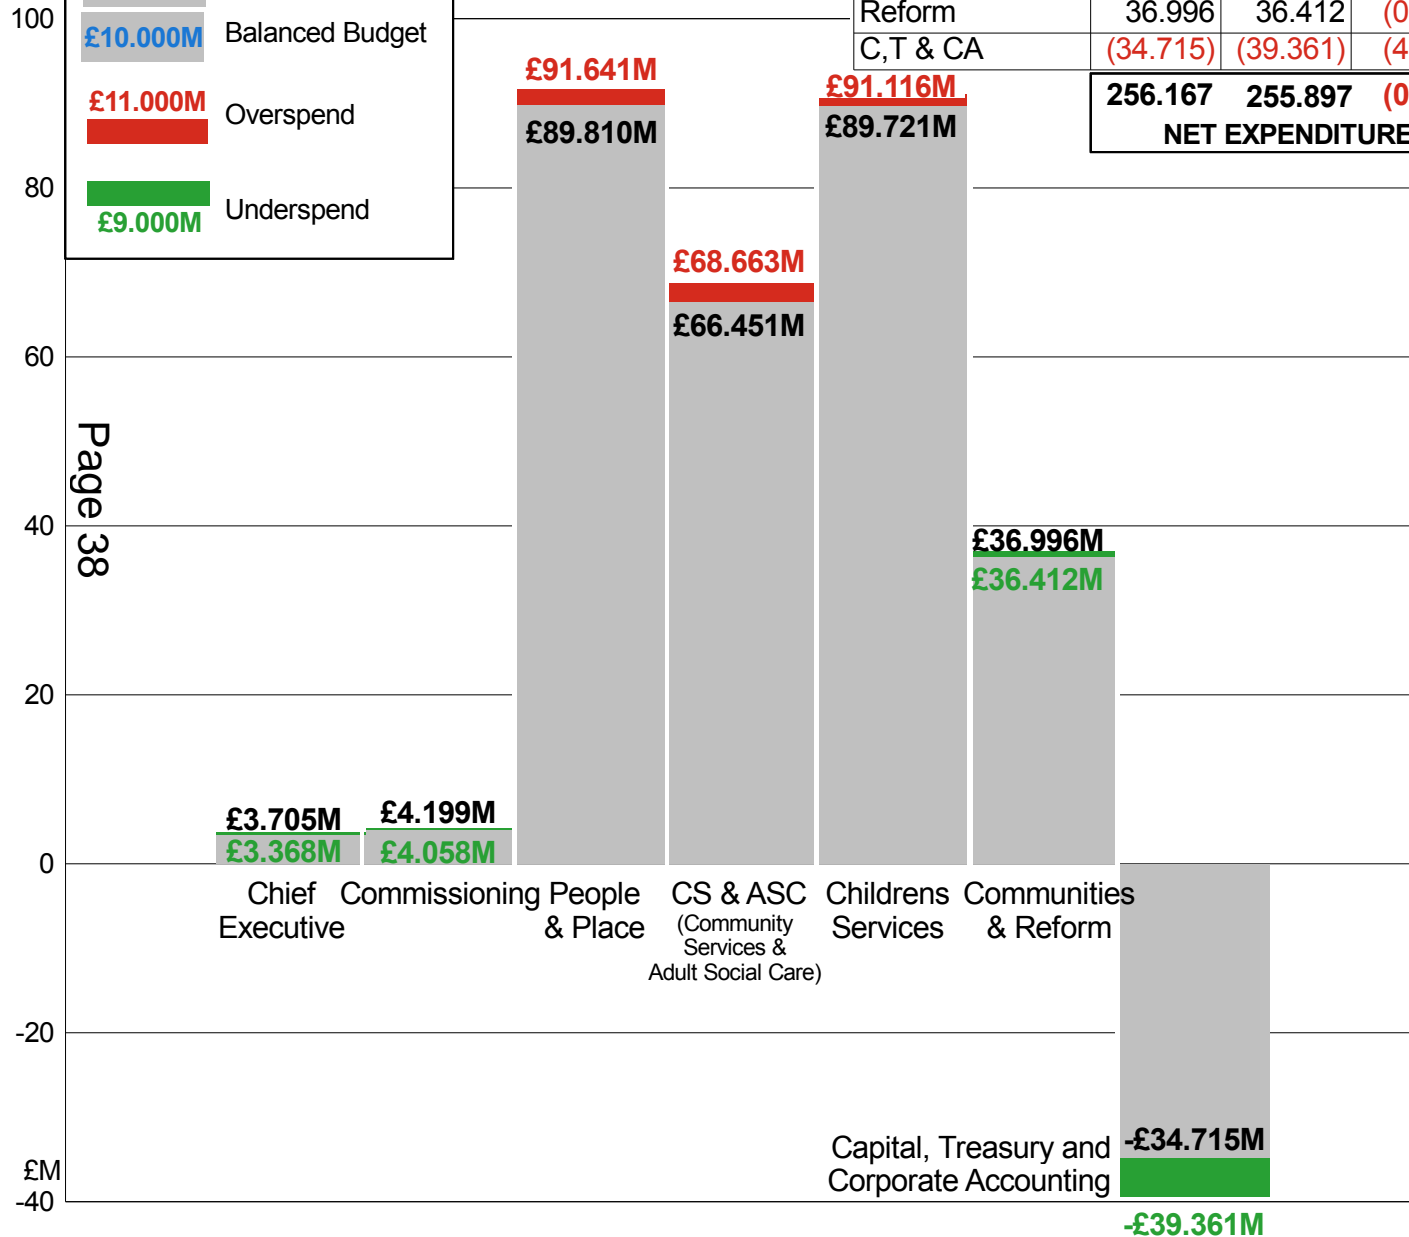 £10.000M Balanced Budget
£11.000M Overspend
Underspend
£9.000M
Reform 36.996 36.412 (0
C,T & CA (34.715) (39.361) (4
256.167 255.897 (0
NET EXPENDITURE
100
80
60
40
20
0
-20
£M
-40
Page 38
£91.641M
£89.810M
£68.663M
£66.451M
£91.116M
£89.721M
£36.996M
£36.412M
£3.705M
£3.368M
£4.199M
£4.058M
Chief
Executive
Commissioning
People
& Place
CS & ASC
(Community
Services &
Adult Social Care)
Childrens
Services
Communities
& Reform
Capital, Treasury and
Corporate Accounting
-£34.715M
-£39.361M